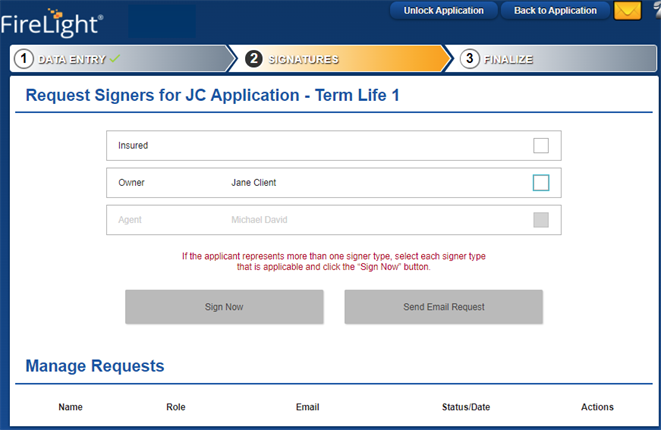 Unlock Application Back to Application
FireLight®
1 DATA ENTRY 2 SIGNATURES 3 FINALIZE
Request Signers for JC Application - Term Life 1
Insured
Owner Jane Client
Agent Michael David
If the applicant represents more than one signer type, select each signer type
that is applicable and click the “Sign Now” button.
Sign Now Send Email Request
Manage Requests
Name Role Email Status/Date Actions